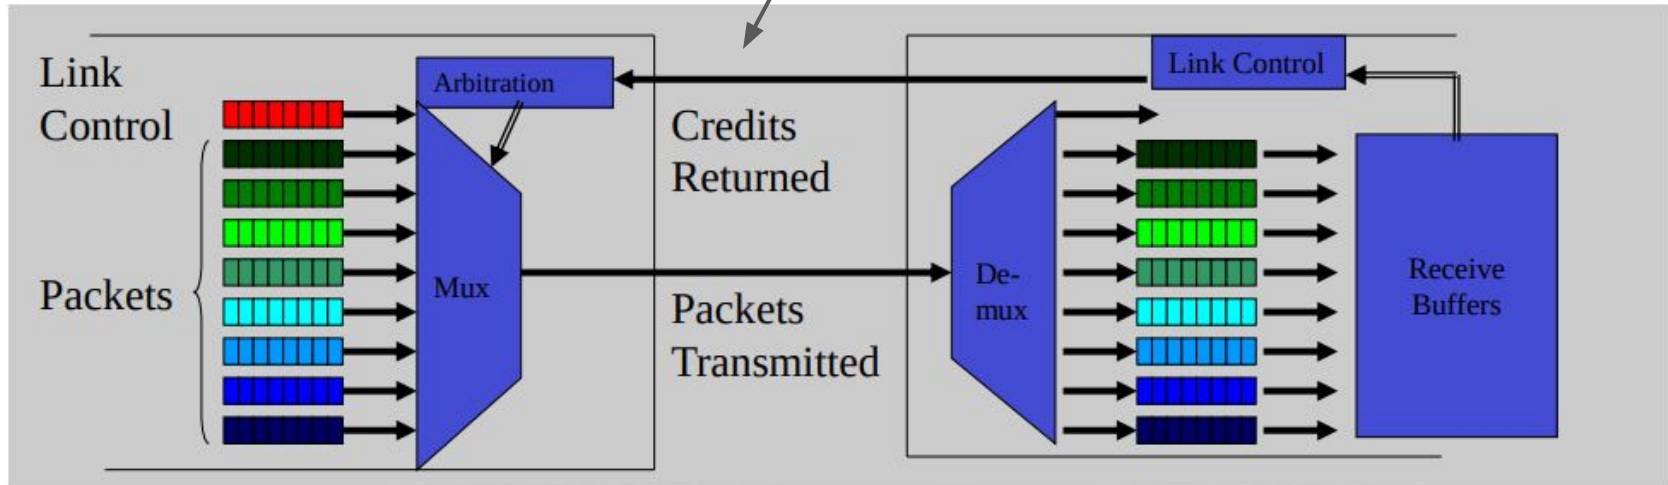 Link
Control
Packets
Arbitration
Mux
Credits
Returned
Packets
Transmitted
De-
mux
Link Control
Receive
Buffers